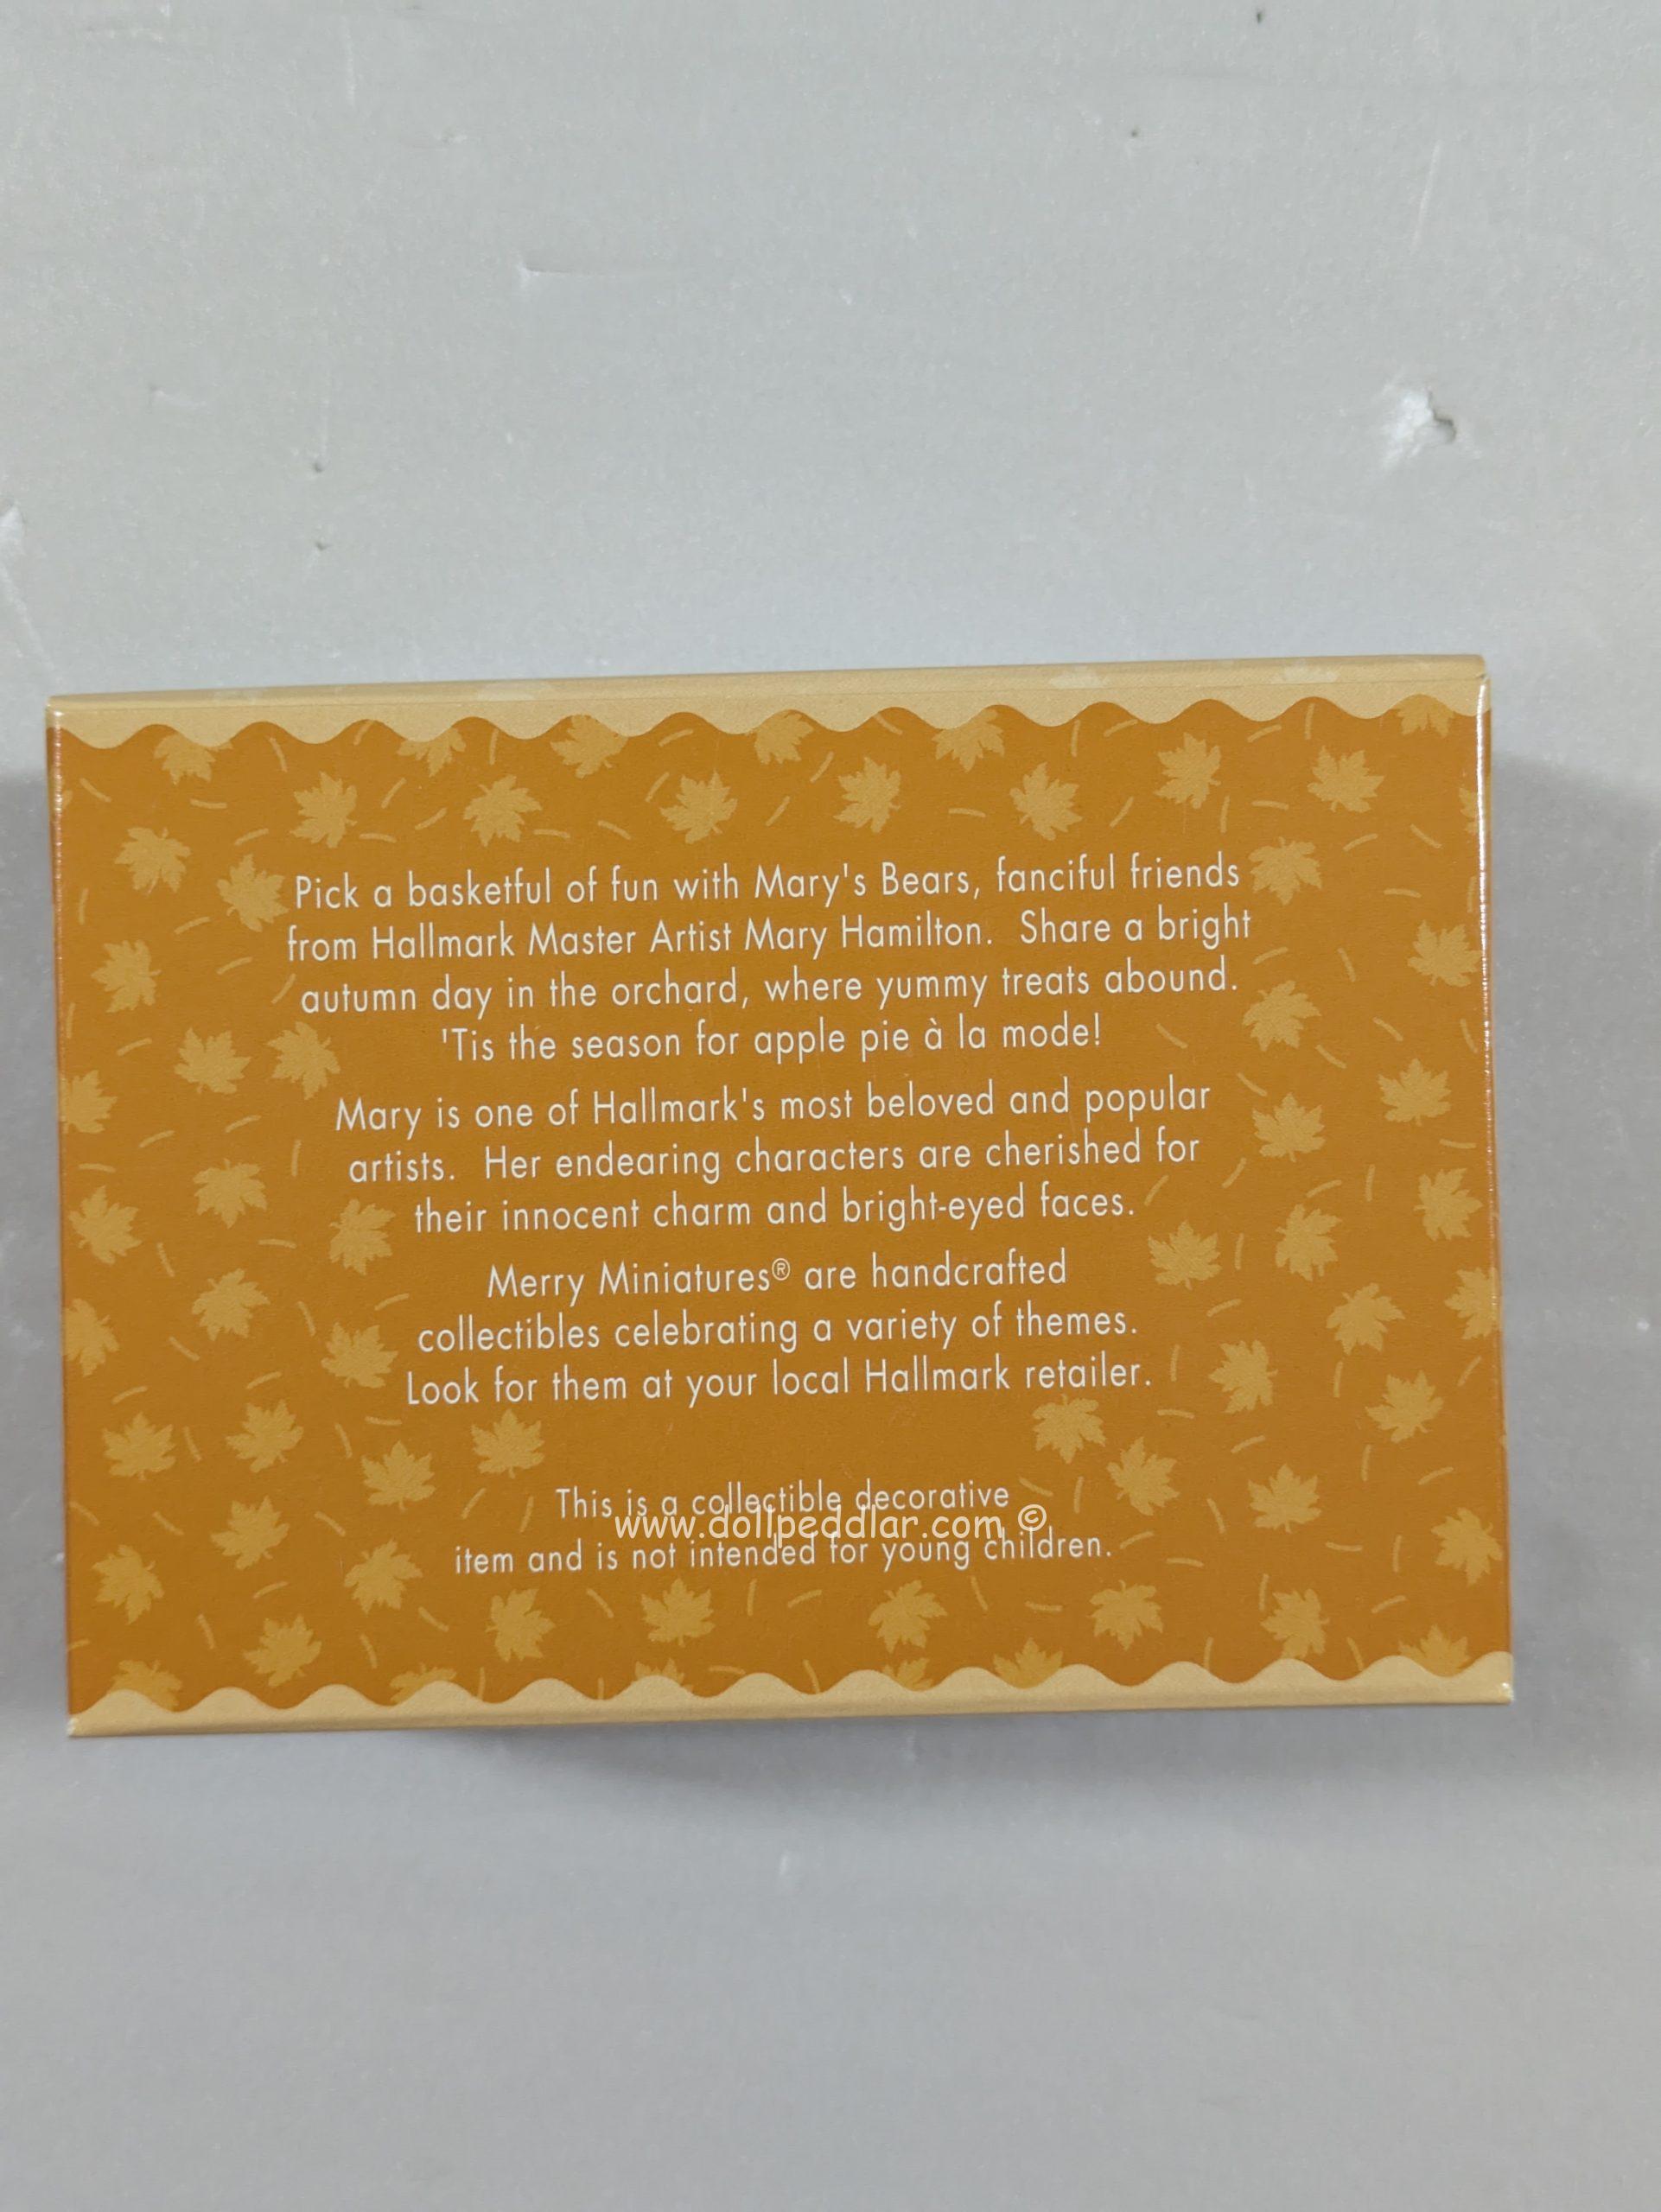 Pick a basketful of fun with Mary's Bears, fanciful friends
from Hallmark Master Artist Mary Hamilton. Share a bright
autumn day in the orchard, where yummy treats abound.
'Tis the season for apple pie à la mode!
Mary is one of Hallmark's most beloved and popular
artists. Her endearing characters are cherished for
their innocent charm and bright-eyed faces.
Merry Miniatures® are handcrafted
collectibles celebrating a variety of themes.
Look for them at your local Hallmark retailer.
This is a collectible decorative
www.dollpeddlar.com ©
item and is not intended for young children.